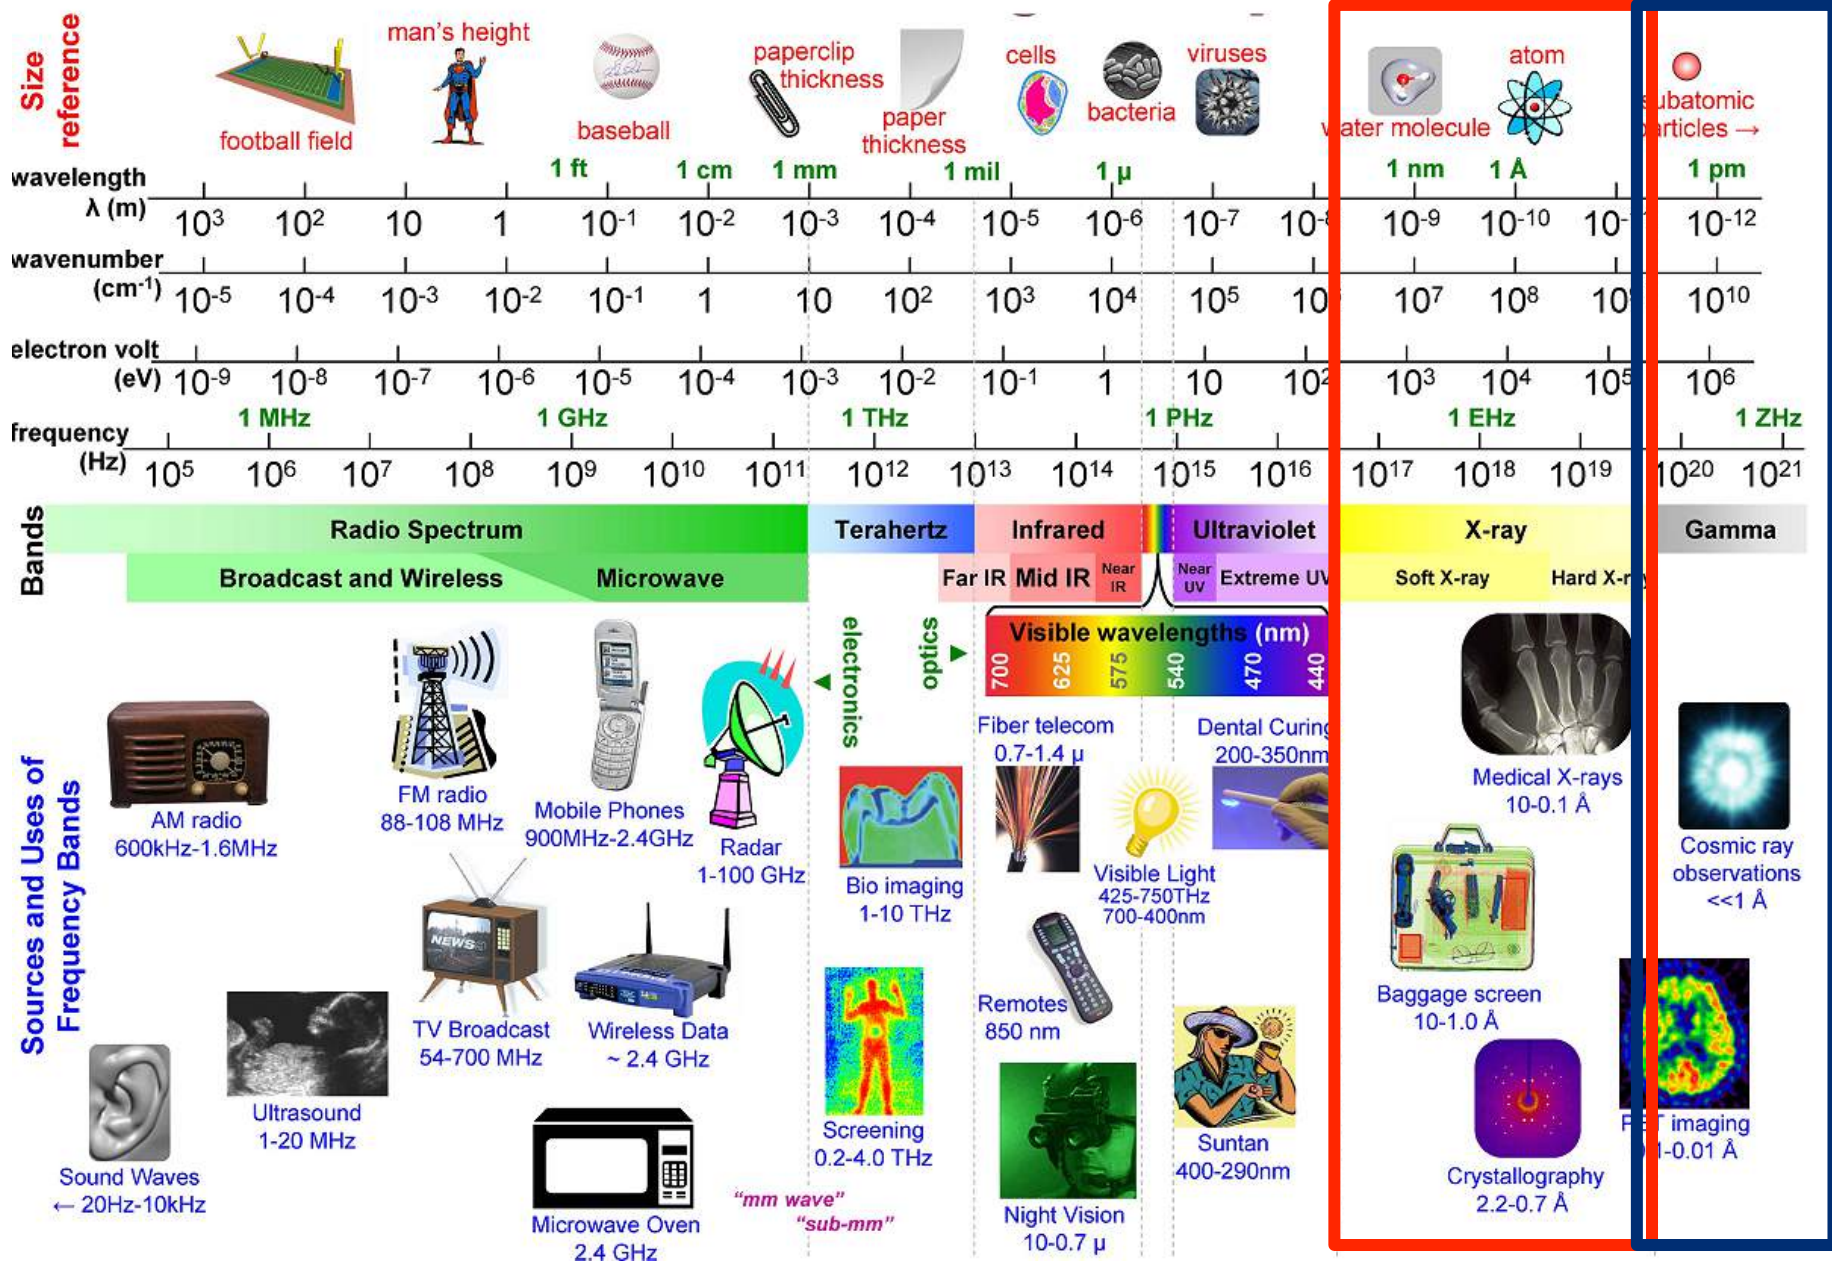 Size
reference
football field
man's height
baseball
paperclip
thickness
paper
thickness
cells
bacteria
viruses
water molecule
atom
subatomic
particles →
1 ft
1 cm
1 mm
1 mil
1 µ
1 nm
1 Å
1 pm
wavelength
λ (m)
10³ 10² 10 1 10⁻¹ 10⁻² 10⁻³ 10⁻⁴ 10⁻⁵ 10⁻⁶ 10⁻⁷ 10⁻⁸ 10⁻⁹ 10⁻¹⁰ 10⁻¹² 
wavenumber
(cm⁻¹)
10⁻⁵ 10⁻⁴ 10⁻³ 10⁻² 10⁻¹ 1 10 10² 10³ 10⁴ 10⁵ 10⁷ 10⁸ 10¹⁰
electron volt
(eV)
10⁻⁹ 10⁻⁸ 10⁻⁷ 10⁻⁶ 10⁻⁵ 10⁻⁴ 10⁻³ 10⁻² 10⁻¹ 1 10 10² 10³ 10⁴ 10⁵ 10⁶
1 MHz
1 GHz
1 THz
1 PHz
1 EHz
1 ZHz
frequency
(Hz)
10⁵ 10⁶ 10⁷ 10⁸ 10⁹ 10¹⁰ 10¹¹ 10¹² 10¹³ 10¹⁴ 10¹⁵ 10¹⁶ 10¹⁷ 10¹⁸ 10¹⁹ 10²⁰ 10²¹
Bands
Radio Spectrum
Terahertz
Infrared
Ultraviolet
X-ray
Gamma
Broadcast and Wireless
Microwave
Far IR
Mid IR
Near
IR
Near
UV
Extreme UV
Soft X-ray
Hard X-ray
electronics
optics
Visible wavelengths (nm)
700 625 575 540 470 440
Sources and Uses of
Frequency Bands
AM radio
600kHz-1.6MHz
FM radio
88-108 MHz
Mobile Phones
900MHz-2.4GHz
Radar
1-100 GHz
Bio imaging
1-10 THz
Fiber telecom
0.7-1.4 µ
Visible Light
425-750THz
700-400nm
Dental Curing
200-350nm
Medical X-rays
10-0.1 Å
Cosmic ray
observations
<<1 Å
Sound Waves
← 20Hz-10kHz
Ultrasound
1-20 MHz
NEWS
TV Broadcast
54-700 MHz
Wireless Data
~ 2.4 GHz
Microwave Oven
2.4 GHz
Screening
0.2-4.0 THz
"mm wave"
"sub-mm"
Remotes
850 nm
Night Vision
10-0.7 µ
Suntan
400-290nm
Baggage screen
10-1.0 Å
Crystallography
2.2-0.7 Å
PET imaging
0.1-0.01 Å